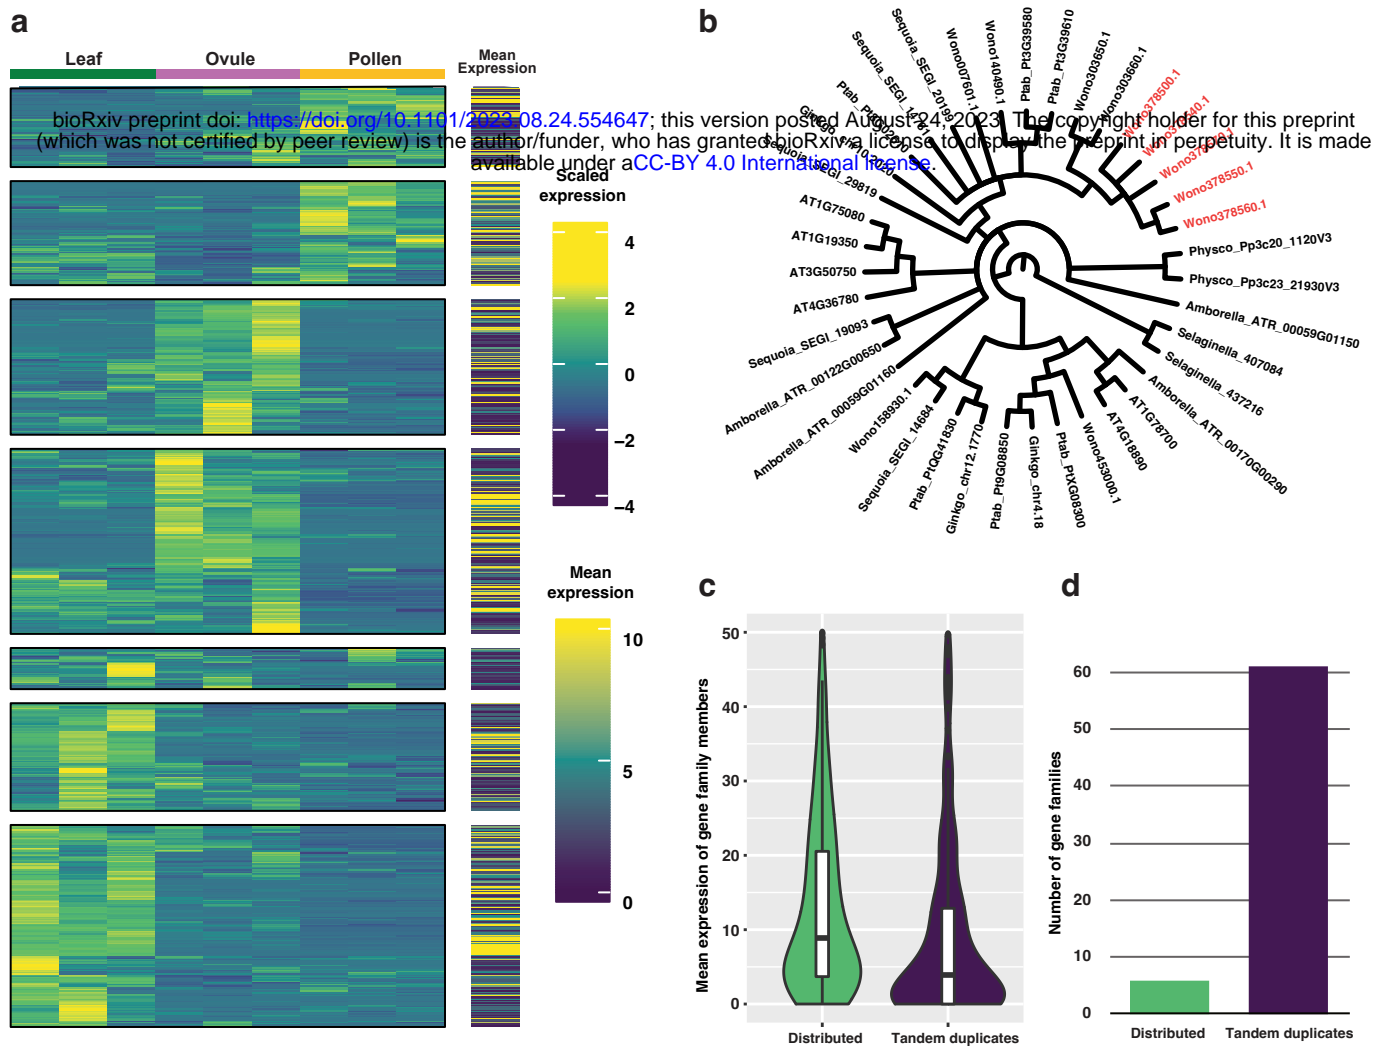 a
Leaf
Ovule
Pollen
Mean
Expression
bioRxiv preprint doi: https://doi.org/10.1101/2023.08.24.554647; this version posted August 24, 2023. The copyright holder for this preprint
(which was not certified by peer review) is the author/funder, who has granted bioRxiv a license to display the preprint in perpetuity. It is made
available under aCC-BY 4.0 International license.
Scaled
expression
4
2
0
−2
−4
Mean
expression
10
5
0
b
Sequoia_SEGI_29819
Sequoia_SEGI_20199
Wono007601.1
Wono140490.1
Ptab_Pt3G39580
Ptab_Pt3G39610
Wono303650.1
Wono303660.1
Wono378500.1
Wono378550.1
Wono378560.1
Physco_Pp3c20_1120V3
Physco_Pp3c23_21930V3
Amborella_ATR_00059G01150
Selaginella_407084
Selaginella_437216
Amborella_ATR_00170G00290
AT1G78700
AT4G18890
Wono453000.1
Ptab_PtXG08300
Ginkgo_chr4.18
Ptab_Pt9G08850
Ginkgo_chr12.1770
Ptab_PtQG41830
Sequoia_SEGI_14684
Wono158930.1
Amborella_ATR_00059G01160
Amborella_ATR_00122G00650
Sequoia_SEGI_19093
AT4G36780
AT3G50750
AT1G19350
AT1G75080
c
Mean expression of gene family members
50
40
30
20
10
0
Distributed
Tandem duplicates
d
Number of gene families
60
50
40
30
20
10
0
Distributed
Tandem duplicates